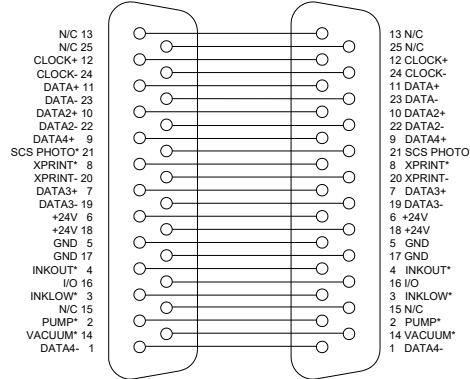 N/C 13
N/C 25
CLOCK+ 12
CLOCK- 24
DATA+ 11
DATA- 23
DATA2+ 10
DATA2- 22
DATA4+ 9
SCS PHOTO* 21
XPRINT* 8
XPRINT- 20
DATA3+ 7
DATA3- 19
+24V 6
+24V 18
GND 5
GND 17
INKOUT* 4
I/O 16
INKLOW* 3
N/C 15
PUMP* 2
VACUUM* 14
DATA4- 1
13 N/C
25 N/C
12 CLOCK+
24 CLOCK-
11 DATA+
23 DATA-
10 DATA2+
22 DATA2-
9 DATA4+
21 SCS PHOTO
8 XPRINT*
20 XPRINT-
7 DATA3+
19 DATA3-
6 +24V
18 +24V
5 GND
17 GND
4 INKOUT*
16 I/O
3 INKLOW*
15 N/C
2 PUMP*
14 VACUUM*
1 DATA4-